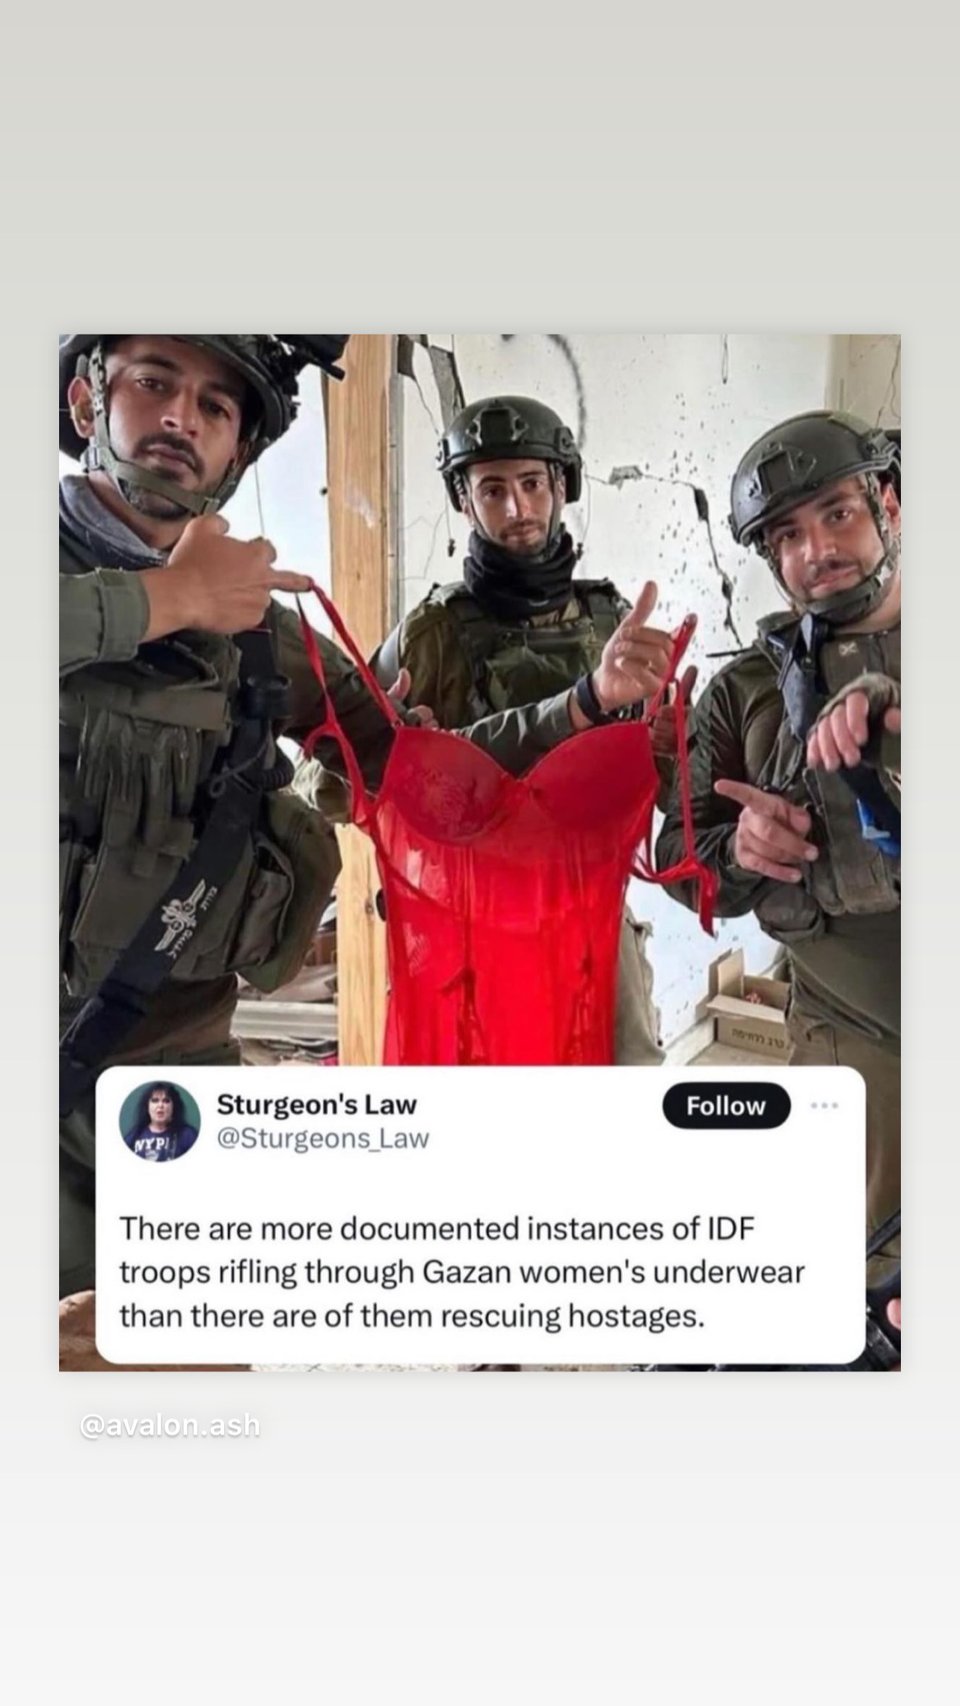 NYPD
Sturgeon's Law
@Sturgeons_Law
Follow
There are more documented instances of IDF
troops rifling through Gazan women's underwear
than there are of them rescuing hostages.
@avalon.ash